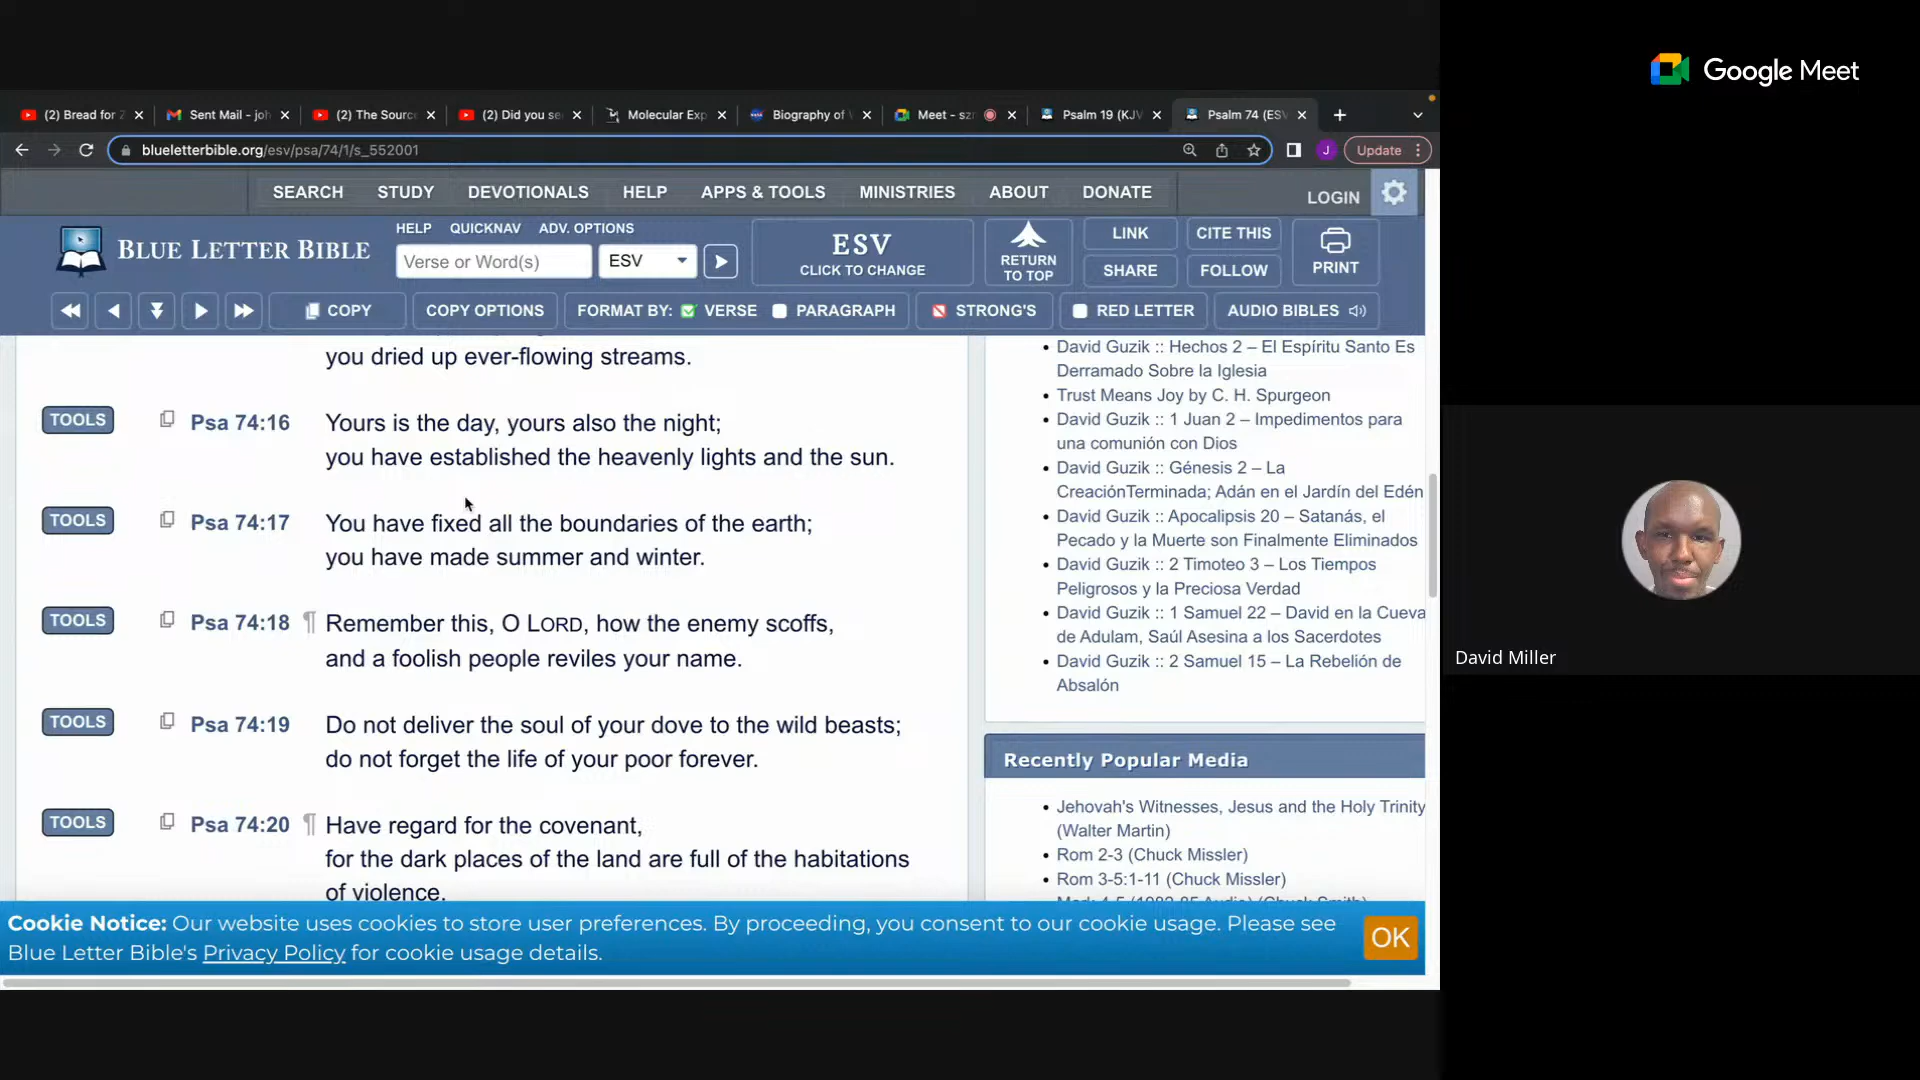 Google Meet
(2) Bread for
Sent Mail - joh
(2) The Source
(2) Did you se
Molecular Exp
Biography of
Meet - szr
Psalm 19 (KJV
Psalm 74 (ESV
blueletterbible.org/esv/psa/74/1/s_552001
J
Update
SEARCH
STUDY
DEVOTIONALS
HELP
APPS & TOOLS
MINISTRIES
ABOUT
DONATE
LOGIN
BLUE LETTER BIBLE
HELP QUICKNAV ADV. OPTIONS
Verse or Word(s)
ESV
ESV
CLICK TO CHANGE
RETURN
TO TOP
LINK
CITE THIS
SHARE
FOLLOW
PRINT
COPY
COPY OPTIONS
FORMAT BY: VERSE PARAGRAPH
STRONG'S
RED LETTER
AUDIO BIBLES
you dried up ever-flowing streams.
TOOLS Psa 74:16 Yours is the day, yours also the night;
you have established the heavenly lights and the sun.
TOOLS Psa 74:17 You have fixed all the boundaries of the earth;
you have made summer and winter.
TOOLS Psa 74:18 ¶ Remember this, O LORD, how the enemy scoffs,
and a foolish people reviles your name.
TOOLS Psa 74:19 Do not deliver the soul of your dove to the wild beasts;
do not forget the life of your poor forever.
TOOLS Psa 74:20 ¶ Have regard for the covenant,
for the dark places of the land are full of the habitations
of violence.
David Guzik :: Hechos 2 – El Espíritu Santo Es
Derramado Sobre la Iglesia
Trust Means Joy by C. H. Spurgeon
David Guzik :: 1 Juan 2 – Impedimentos para
una comunión con Dios
David Guzik :: Génesis 2 – La
CreaciónTerminada; Adán en el Jardín del Edén
David Guzik :: Apocalipsis 20 – Satanás, el
Pecado y la Muerte son Finalmente Eliminados
David Guzik :: 2 Timoteo 3 – Los Tiempos
Peligrosos y la Preciosa Verdad
David Guzik :: 1 Samuel 22 – David en la Cueva
de Adulam, Saúl Asesina a los Sacerdotes
David Guzik :: 2 Samuel 15 – La Rebelión de
Absalón
Recently Popular Media
Jehovah's Witnesses, Jesus and the Holy Trinity
(Walter Martin)
Rom 2-3 (Chuck Missler)
Rom 3-5:1-11 (Chuck Missler)
Cookie Notice: Our website uses cookies to store user preferences. By proceeding, you consent to our cookie usage. Please see
Blue Letter Bible's Privacy Policy for cookie usage details.
OK
David Miller